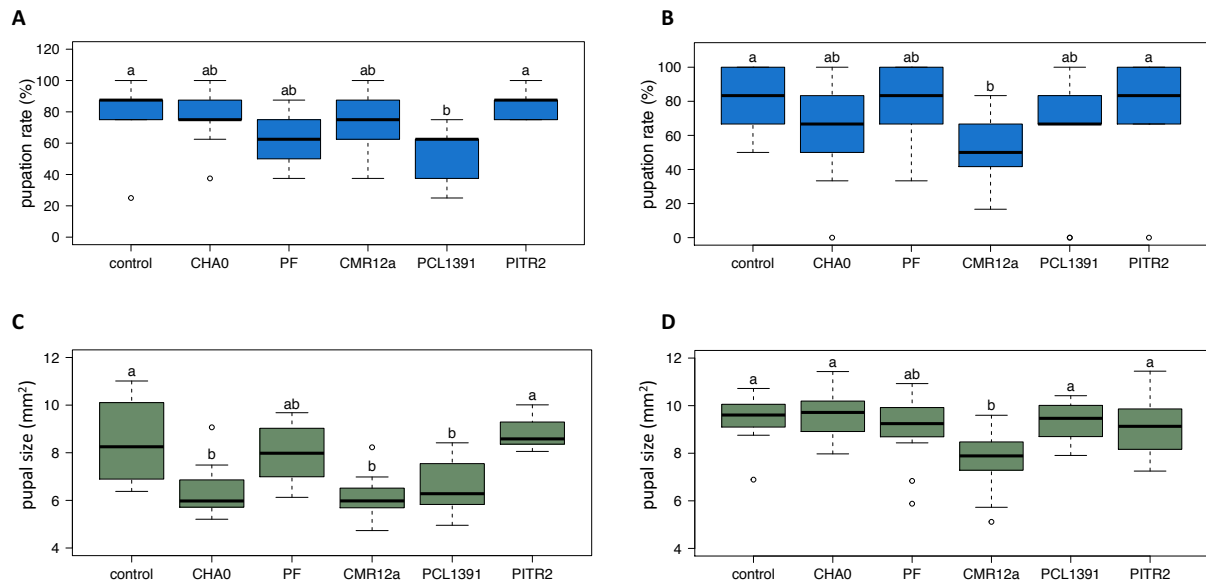 A
pupation rate (%)
120
100
80
60
40
20
0
a
ab
ab
ab
b
a
control
CHA0
PF
CMR12a
PCL1391
PITR2
B
pupation rate (%)
100
80
60
40
20
0
a
ab
ab
b
ab
a
control
CHA0
PF
CMR12a
PCL1391
PITR2
C
pupal size (mm²)
12
10
8
6
4
a
b
ab
b
b
a
control
CHA0
PF
CMR12a
PCL1391
PITR2
D
pupal size (mm²)
12
10
8
6
4
a
a
ab
b
a
a
control
CHA0
PF
CMR12a
PCL1391
PITR2